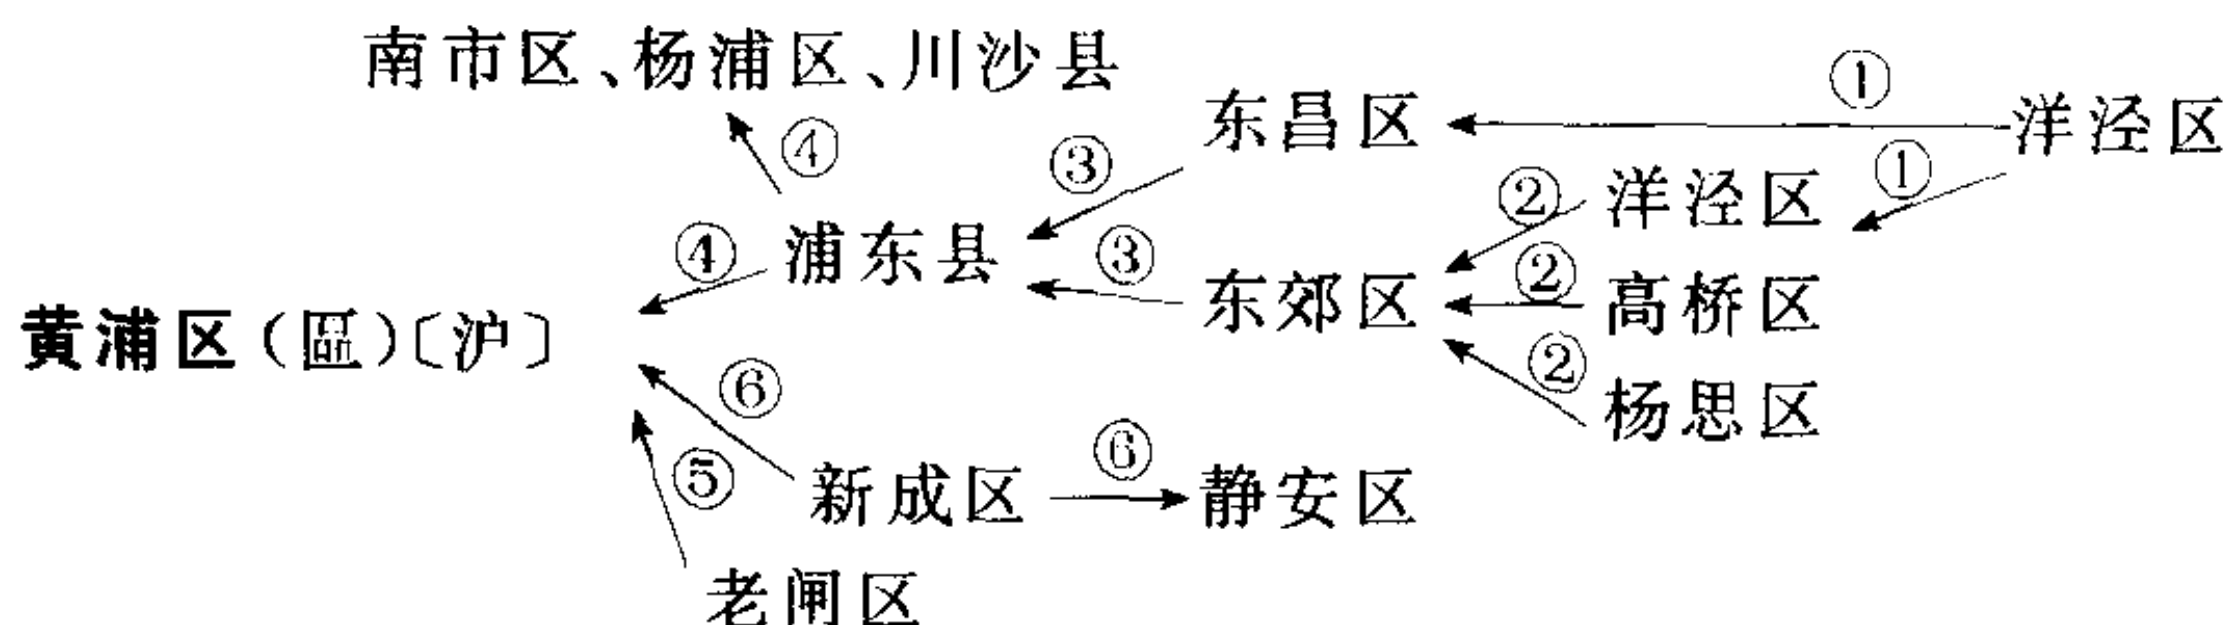 南市区、杨浦区、川沙县
① 
东昌区 洋泾区
④ ③ ①
② 洋泾区
④ 浦东县 ③
② 东郊区 高桥区
黄浦区(區)〔沪〕
② 杨思区
⑥
⑤ 新成区 ⑥ 静安区
老闸区